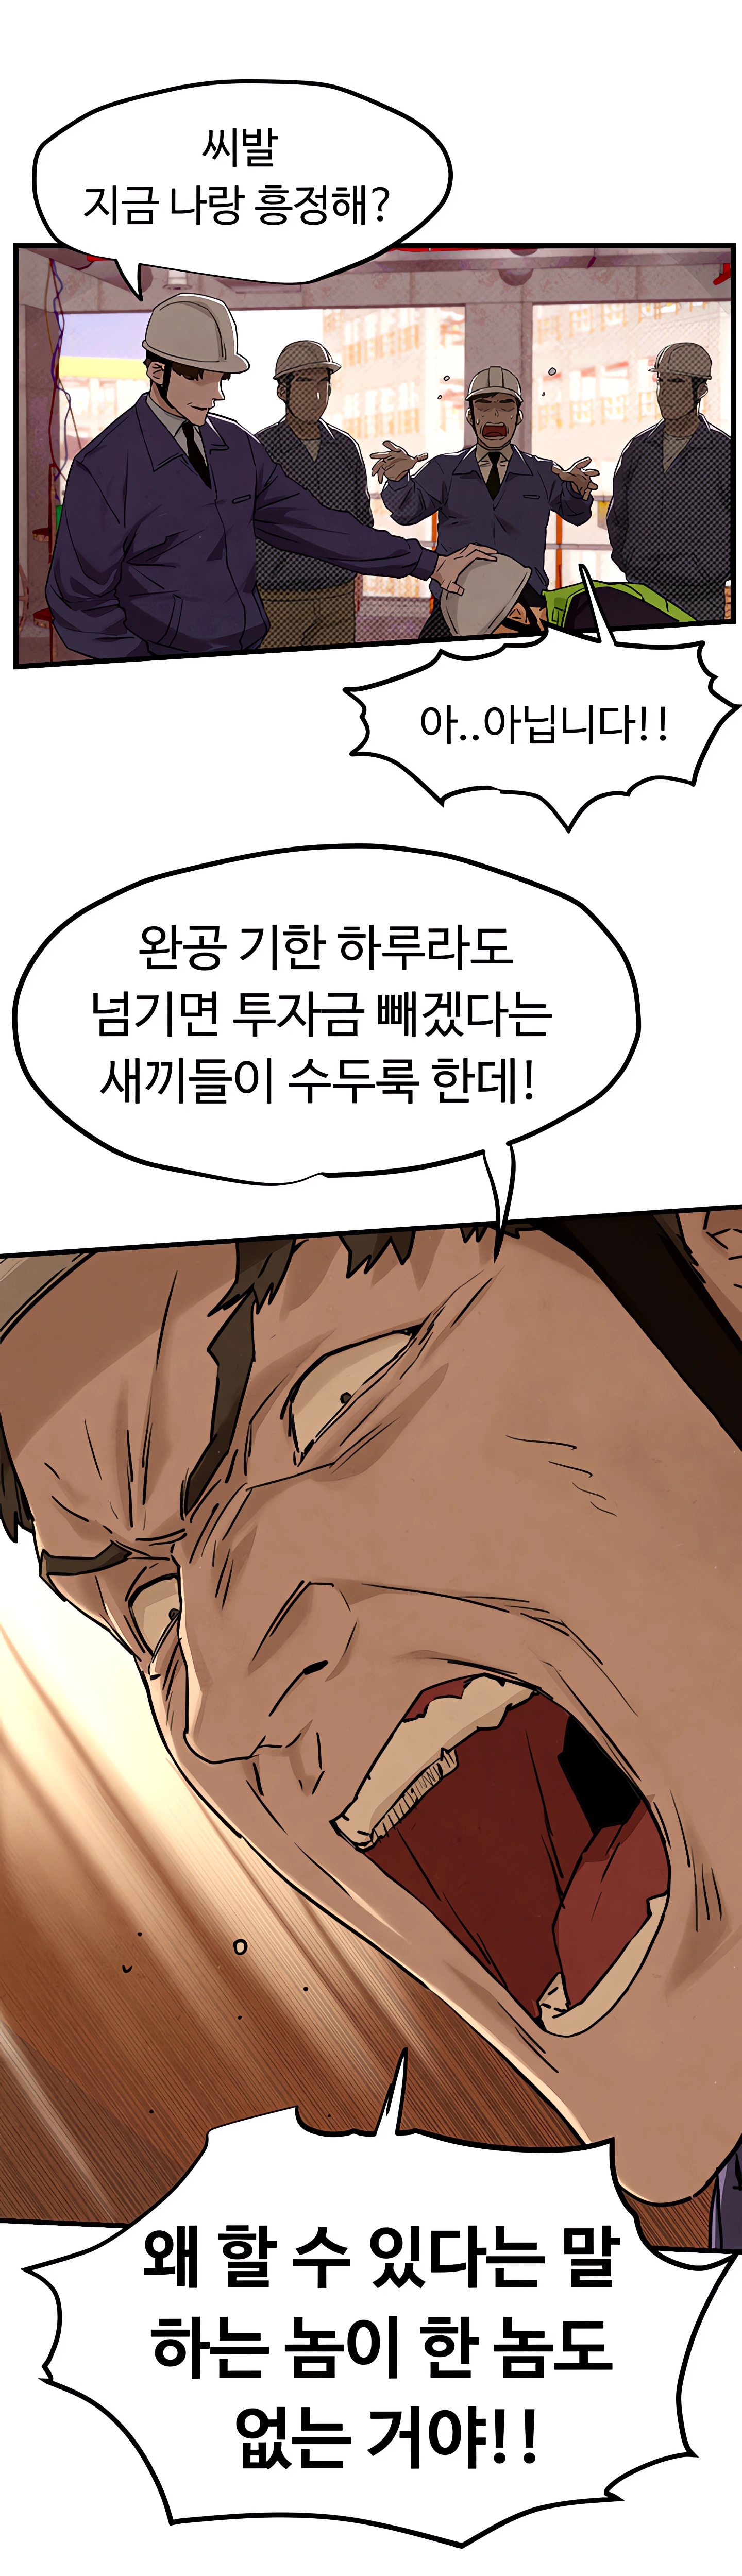 씨발
지금 나랑 흥정해?
아..아닙니다!!
완공 기한 하루라도
넘기면 투자금 빼겠다는
새끼들이 수두룩 한데!
왜 할 수 있다는 말
하는 놈이 한 놈도
없는 거야!!